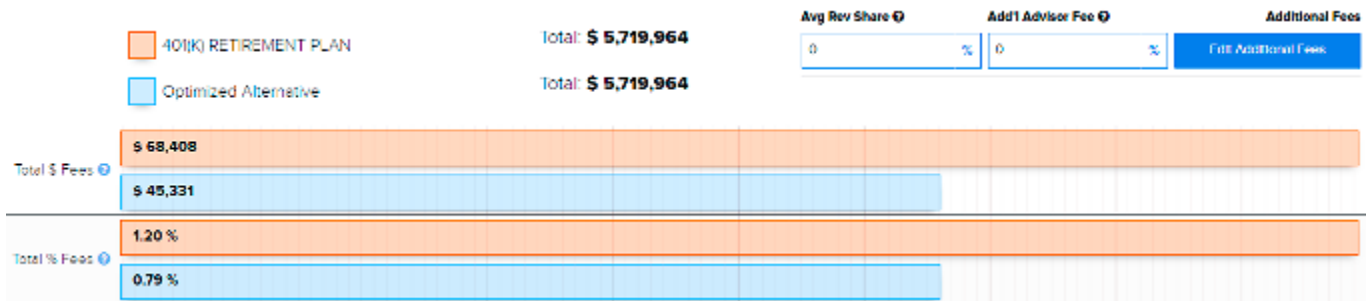 Avg Rev Share Add'l Advisor Fee Additional Fees
401(K) RETIREMENT PLAN Total: $ 5,719,964 0 % 0 % Edit Additional Fees
Optimized Alternative Total: $ 5,719,964
Total $ Fees
$ 68,408
$ 45,331
Total % Fees
1.20 %
0.79 %